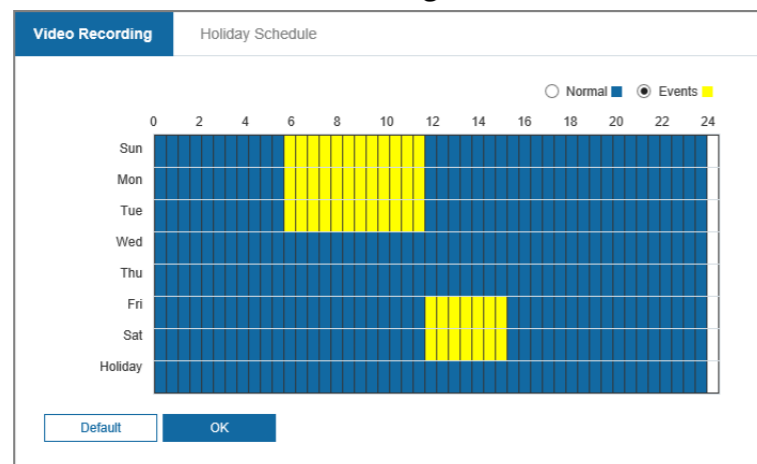 Video Recording Holiday Schedule
Normal Events
0 2 4 6 8 10 12 14 16 18 20 22 24
Sun
Mon
Tue
Wed
Thu
Fri
Sat
Holiday
Default OK